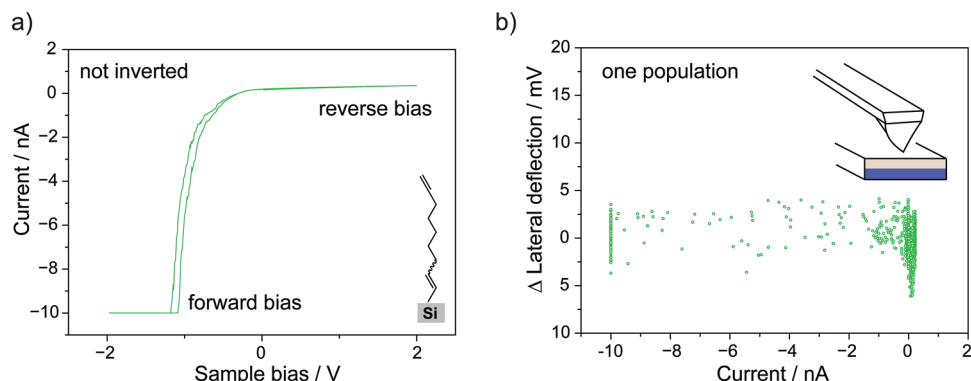 a)
not inverted
reverse bias
forward bias
Si
Current / nA
2
0
−2
−4
−6
−8
−10
−2
0
2
Sample bias / V
b)
one population
Δ Lateral deflection / mV
20
15
10
5
0
5
10
-10
-8
-6
-4
-2
0
2
Current / nA